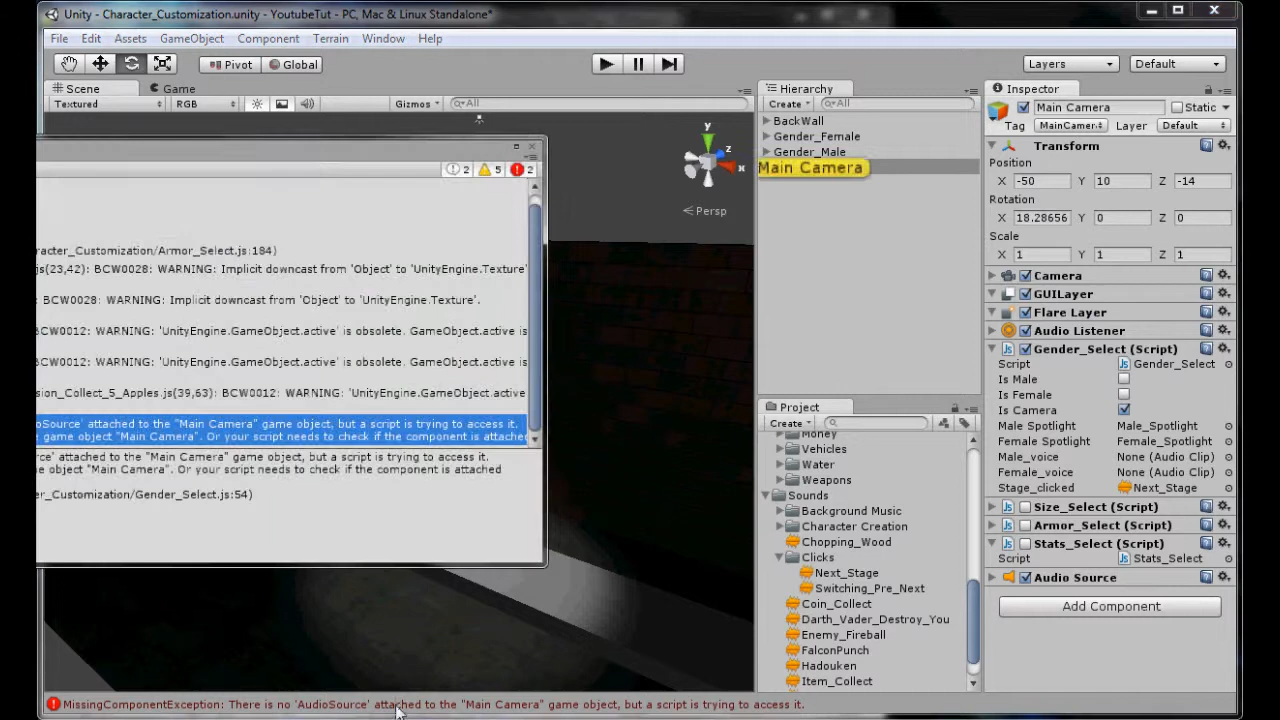 Unity - Character_Customization.unity - YoutubeTut - PC, Mac & Linux Standalone*
File Edit Assets GameObject Component Terrain Window Help
Pivot Global
Layers Default
Scene Game
Textured RGB Gizmos All
y
z
x
Persp
2 5 2
racter_Customization/Armor_Select.js:184)
js(23,42): BCW0028: WARNING: Implicit downcast from 'Object' to 'UnityEngine.Texture'
: BCW0028: WARNING: Implicit downcast from 'Object' to 'UnityEngine.Texture'.
BCW0012: WARNING: 'UnityEngine.GameObject.active' is obsolete. GameObject.active is
BCW0012: WARNING: 'UnityEngine.GameObject.active' is obsolete. GameObject.active is
sion_Collect_5_Apples.js(39,63): BCW0012: WARNING: 'UnityEngine.GameObject.active
dioSource' attached to the "Main Camera" game object, but a script is trying to access it.
e game object "Main Camera". Or your script needs to check if the component is attached
rce' attached to the "Main Camera" game object, but a script is trying to access it.
me object "Main Camera". Or your script needs to check if the component is attached
er_Customization/Gender_Select.js:54)
Hierarchy
Create All
BackWall
Gender_Female
Gender_Male
Main Camera
Project
Create
Money
Vehicles
Water
Weapons
Sounds
Background Music
Character Creation
Chopping_Wood
Clicks
Next_Stage
Switching_Pre_Next
Coin_Collect
Darth_Vader_Destroy_You
Enemy_Fireball
FalconPunch
Hadouken
Item_Collect
Inspector
Main Camera Static
Tag MainCamer Layer Default
Transform
Position
X -50 Y 10 Z -14
Rotation
X 18.28656 Y 0 Z 0
Scale
X 1 Y 1 Z 1
Camera
GUILayer
Flare Layer
Audio Listener
Gender_Select (Script)
Script Gender_Select
Is Male
Is Female
Is Camera
Male Spotlight Male_Spotlight
Female Spotlight Female_Spotlight
Male_voice None (Audio Clip)
Female_voice None (Audio Clip)
Stage_clicked Next_Stage
Size_Select (Script)
Armor_Select (Script)
Stats_Select (Script)
Script Stats_Select
Audio Source
Add Component
MissingComponentException: There is no 'AudioSource' attached to the "Main Camera" game object, but a script is trying to access it.